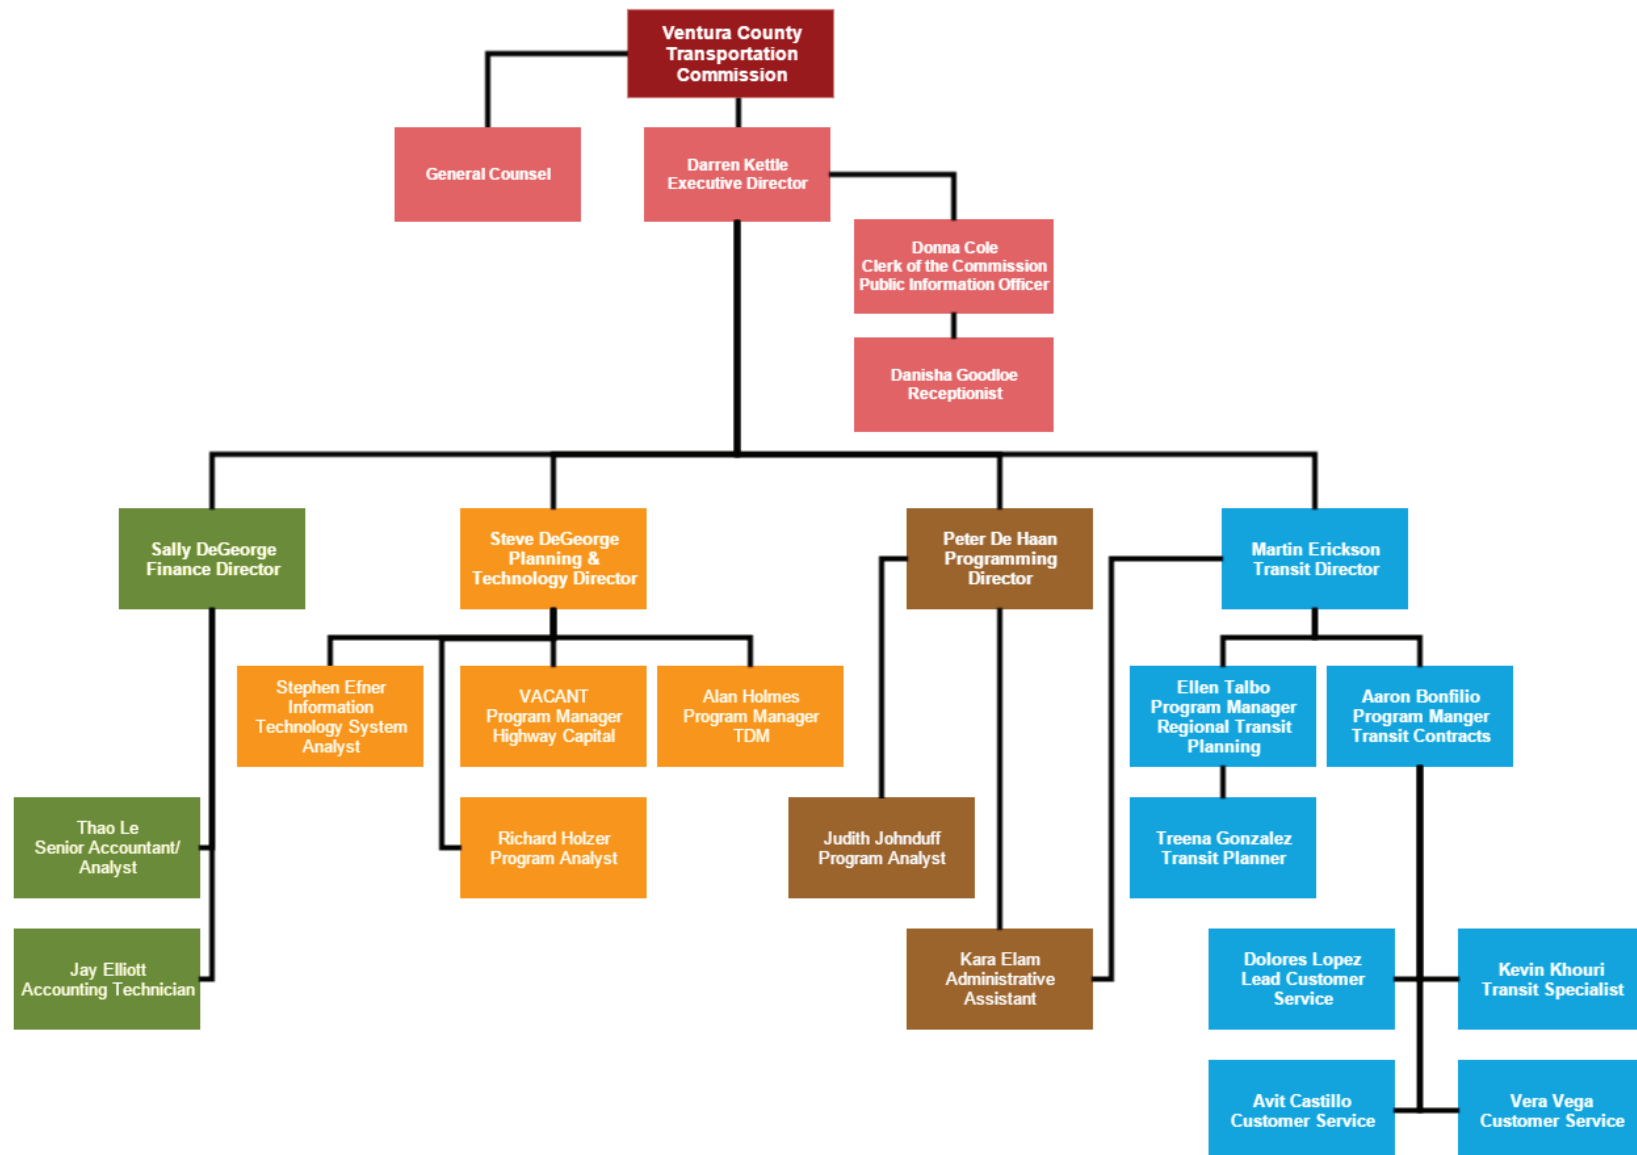 Ventura County
Transportation
Commission
General Counsel
Darren Kettle
Executive Director
Donna Cole
Clerk of the Commission
Public Information Officer
Danisha Goodloe
Receptionist
Sally DeGeorge
Finance Director
Steve DeGeorge
Planning &
Technology Director
Peter De Haan
Programming
Director
Martin Erickson
Transit Director
Stephen Efner
Information
Technology System
Analyst
VACANT
Program Manager
Highway Capital
Alan Holmes
Program Manager
TDM
Ellen Talbo
Program Manager
Regional Transit
Planning
Aaron Bonfilio
Program Manger
Transit Contracts
Thao Le
Senior Accountant/
Analyst
Richard Holzer
Program Analyst
Judith Johnduff
Program Analyst
Treena Gonzalez
Transit Planner
Jay Elliott
Accounting Technician
Kara Elam
Administrative
Assistant
Dolores Lopez
Lead Customer
Service
Kevin Khouri
Transit Specialist
Avit Castillo
Customer Service
Vera Vega
Customer Service